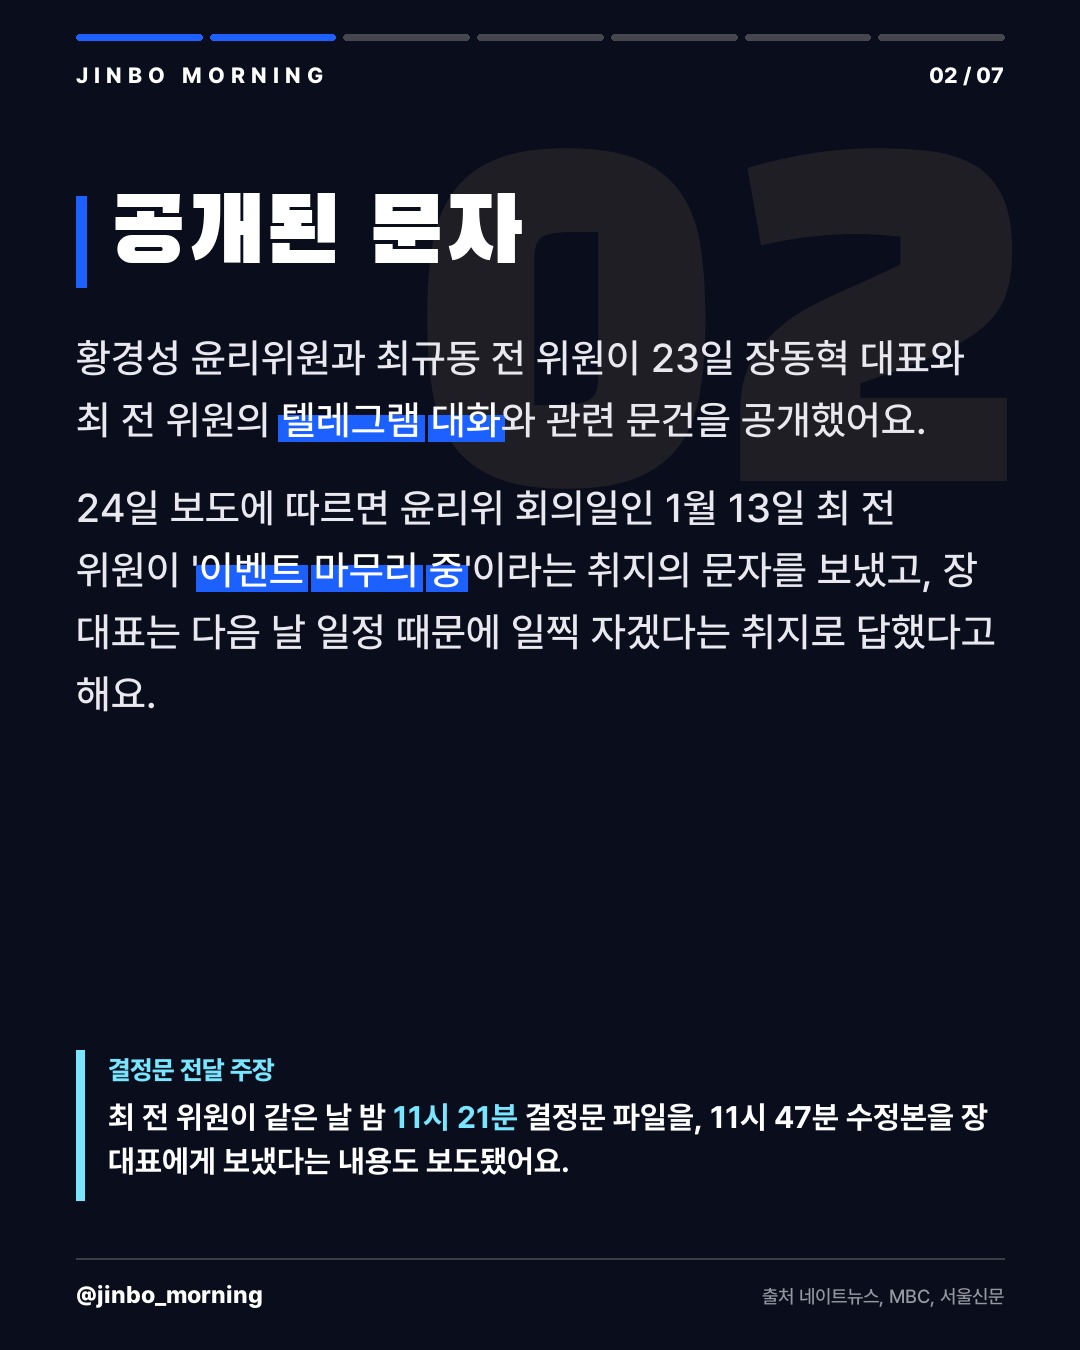 JINBO MORNING
02 / 07
02
공개된 문자
황경성 윤리위원과 최규동 전 위원이 23일 장동혁 대표와
최 전 위원의 텔레그램 대화와 관련 문건을 공개했어요.
24일 보도에 따르면 윤리위 회의일인 1월 13일 최 전
위원이 '이벤트 마무리 중'이라는 취지의 문자를 보냈고, 장
대표는 다음 날 일정 때문에 일찍 자겠다는 취지로 답했다고
해요.
결정문 전달 주장
최 전 위원이 같은 날 밤 11시 21분 결정문 파일을, 11시 47분 수정본을 장
대표에게 보냈다는 내용도 보도됐어요.
@jinbo_morning
출처 네이트뉴스, MBC, 서울신문